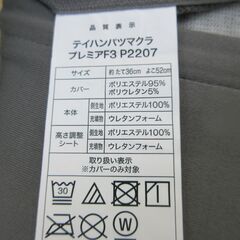 品質表示
テイハンパツマクラ
プレミアF3 P2207
サイズ 約たて36cm よこ52cm
カバー ポリエステル95%
ポリウレタン5%
本体 側生地 ポリエステル100%
充填物 ウレタンフォーム
高さ調整シート 側生地 ポリエステル100%
充填物 ウレタンフォーム
取り扱い表示
※カバーのみ対象
30
W